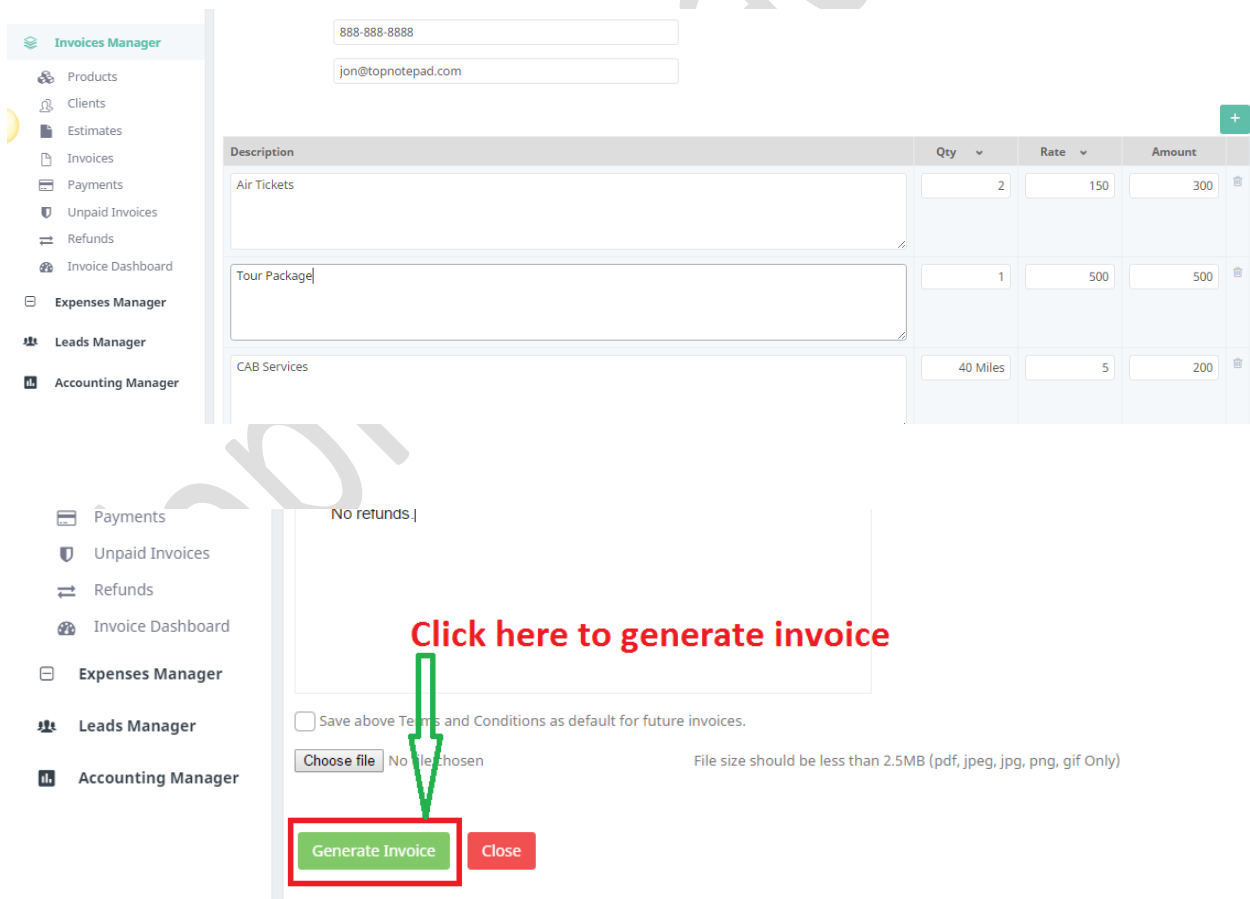 888-888-8888
Invoices Manager
jon@topnotepad.com
Products
Clients
Estimates
+
Invoices
Description Qty Rate Amount
Payments
Air Tickets 2 150 300
Unpaid Invoices
Refunds
Invoice Dashboard
Tour Package 1 500 500
Expenses Manager
Leads Manager
CAB Services 40 Miles 5 200
Accounting Manager
Payments
No refunds.
Unpaid Invoices
Refunds
Invoice Dashboard
Click here to generate invoice
Expenses Manager
Leads Manager
Save above Terms and Conditions as default for future invoices.
Choose file No file chosen File size should be less than 2.5MB (pdf, jpeg, jpg, png, gif Only)
Accounting Manager
Generate Invoice Close